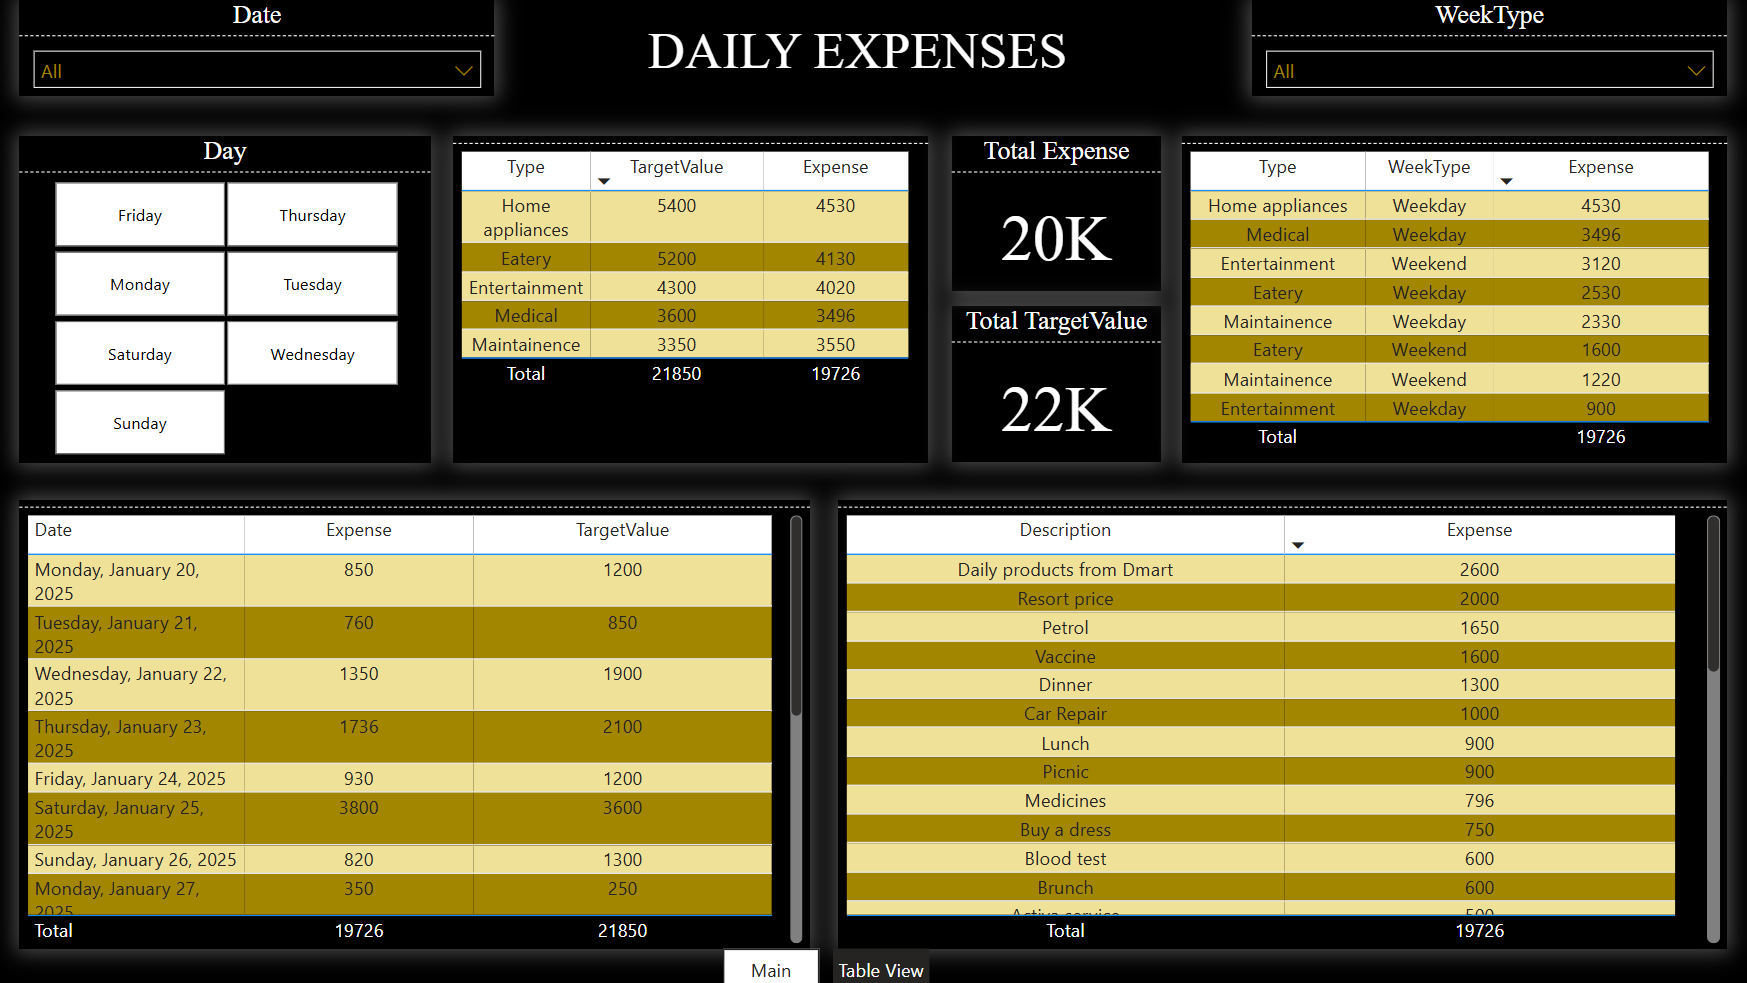 Date
All
DAILY EXPENSES
WeekType
All
Day
Friday Thursday
Monday Tuesday
Saturday Wednesday
Sunday
Type TargetValue Expense
Home
appliances 5400 4530
Eatery 5200 4130
Entertainment 4300 4020
Medical 3600 3496
Maintainence 3350 3550
Total 21850 19726
Total Expense
20K
Total TargetValue
22K
Type WeekType Expense
Home appliances Weekday 4530
Medical Weekday 3496
Entertainment Weekend 3120
Eatery Weekday 2530
Maintainence Weekday 2330
Eatery Weekend 1600
Maintainence Weekend 1220
Entertainment Weekday 900
Total 19726
Date Expense TargetValue
Monday, January 20, 850 1200
2025
Tuesday, January 21, 760 850
2025
Wednesday, January 22, 1350 1900
2025
Thursday, January 23, 1736 2100
2025
Friday, January 24, 2025 930 1200
Saturday, January 25, 3800 3600
2025
Sunday, January 26, 2025 820 1300
Monday, January 27, 350 250
2025
Total 19726 21850
Description Expense
Daily products from Dmart 2600
Resort price 2000
Petrol 1650
Vaccine 1600
Dinner 1300
Car Repair 1000
Lunch 900
Picnic 900
Medicines 796
Buy a dress 750
Blood test 600
Brunch 600
Activa service 500
Total 19726
Main Table View